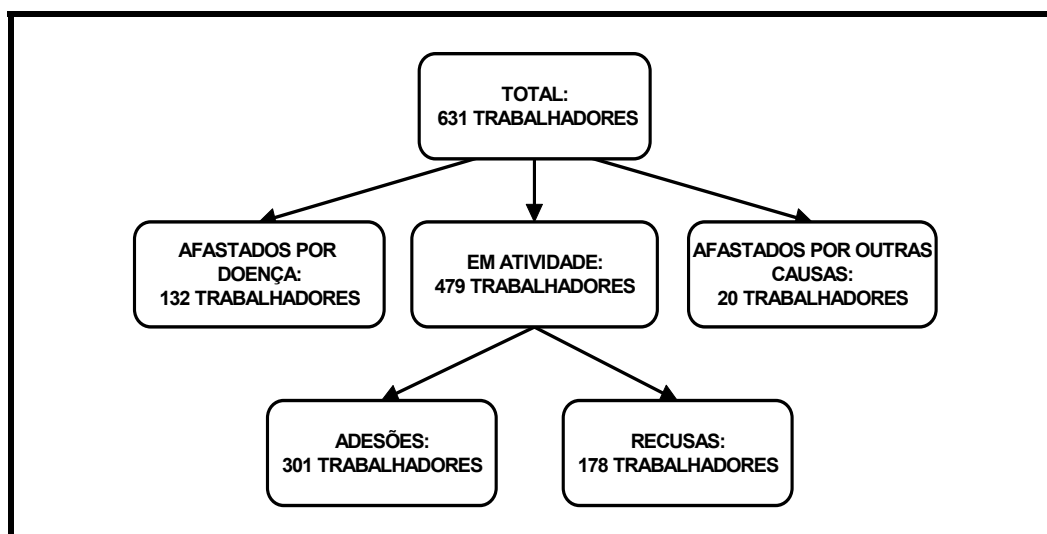 TOTAL:
631 TRABALHADORES
AFASTADOS POR
DOENÇA:
132 TRABALHADORES
EM ATIVIDADE:
479 TRABALHADORES
AFASTADOS POR OUTRAS
CAUSAS:
20 TRABALHADORES
ADESÕES:
301 TRABALHADORES
RECUSAS:
178 TRABALHADORES